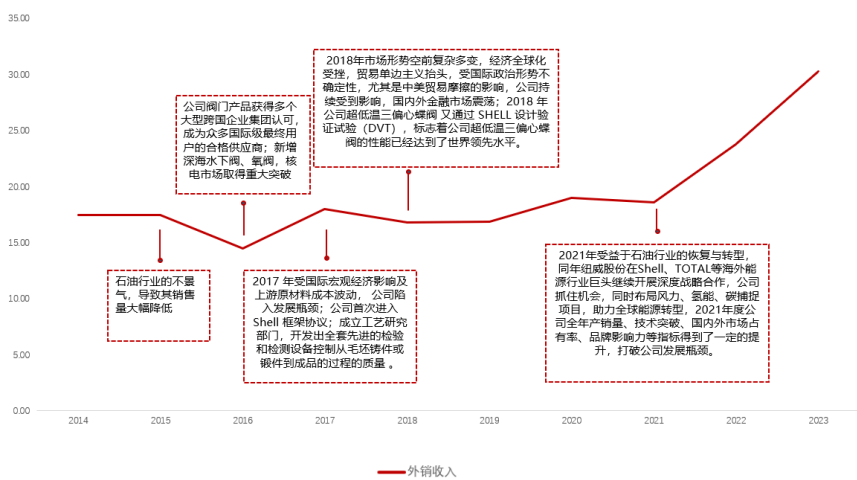 35.00
30.00
25.00
20.00
15.00
10.00
5.00
0.00
公司阀门产品获得多个
大型跨国企业集团认可，
成为众多国际级最终用
户的合格供应商；新增
深海水下阀、氧阀，核
电市场取得重大突破
2018年市场形势空前复杂多变，经济全球化
受挫，贸易单边主义抬头，受国际政治形势不
确定性，尤其是中美贸易摩擦的影响，公司持
续受到影响，国内外金融市场震荡；2018 年
公司超低温三偏心蝶阀 又通过 SHELL 设计验
证试验（DVT），标志着公司超低温三偏心蝶
阀的性能已经达到了世界领先水平。
石油行业的不景
气，导致其销售
量大幅降低
2017 年受国际宏观经济影响及
上游原材料成本波动， 公司陷
入发展瓶颈；公司首次进入
Shell 框架协议；成立工艺研究
部门，开发出全套先进的检验
和检测设备控制从毛坯铸件或
锻件到成品的过程的质量 。
2021年受益于石油行业的恢复与转型，
同年纽威股份在Shell、TOTAL等海外能
源行业巨头继续开展深度战略合作，公司
抓住机会，同时布局风力、氢能、碳捕捉
项目，助力全球能源转型，2021年度公
司全年产销量、技术突破、国内外市场占
有率、品牌影响力等指标得到了一定的提
升，打破公司发展瓶颈。
2014 2015 2016 2017 2018 2019 2020 2021 2022 2023
外销收入